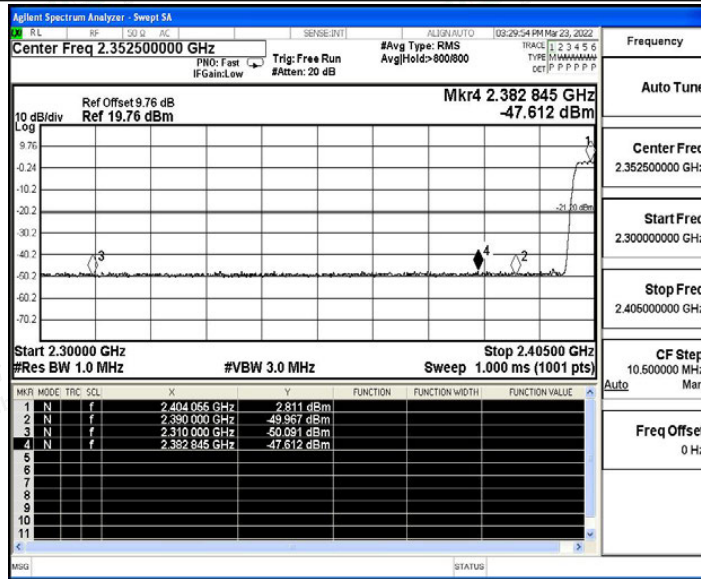 Agilent Spectrum Analyzer - Swept SA
RL RF 50 Ω AC SENSE:INT ALIGNAUTO 03:29:54 PM Mar 23, 2022
Center Freq 2.352500000 GHz
PNO: Fast
IFGain:Low
Trig: Free Run
#Atten: 20 dB
#Avg Type: RMS
Avg|Hold>800/800
TRACE 1 2 3 4 5 6
TYPE MWWWWW
DET P P P P P P
Ref Offset 9.76 dB
Ref 19.76 dBm
10 dB/div
Log
Mkr4 2.382 845 GHz
-47.612 dBm
9.76
-0.24
-10.2
-20.2
-30.2
-40.2
-50.2
-60.2
-70.2
1
-21.20 dBm
3
4
2
Start 2.30000 GHz
Stop 2.40500 GHz
#Res BW 1.0 MHz
#VBW 3.0 MHz
Sweep 1.000 ms (1001 pts)
MKR MODE TRC SCL X Y FUNCTION FUNCTION WIDTH FUNCTION VALUE
1 N f 2.404 055 GHz 2.811 dBm
2 N f 2.390 000 GHz -49.967 dBm
3 N f 2.310 000 GHz -50.091 dBm
4 N f 2.382 845 GHz -47.612 dBm
5
6
7
8
9
10
11
MSG
STATUS
Frequency
Auto Tune
Center Freq
2.352500000 GHz
Start Freq
2.300000000 GHz
Stop Freq
2.405000000 GHz
CF Step
10.500000 MHz
Auto Man
Freq Offset
0 Hz